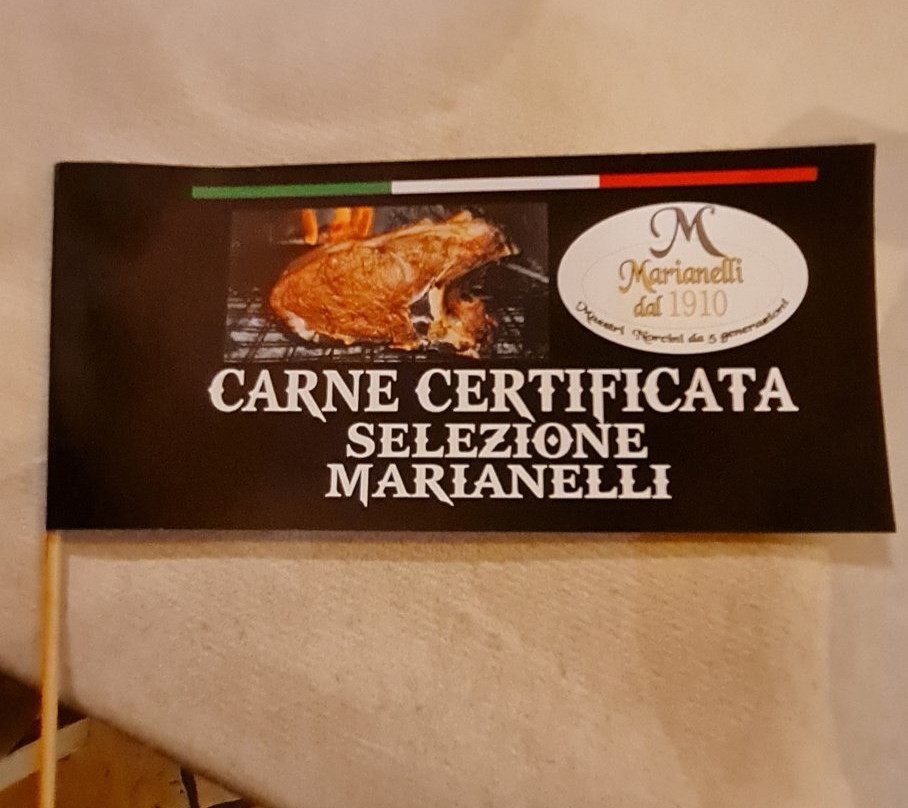 M
Marianelli
dal 1910
Maestri Norcini da 5 generazioni
CARNE CERTIFICATA
SELEZIONE
MARIANELLI